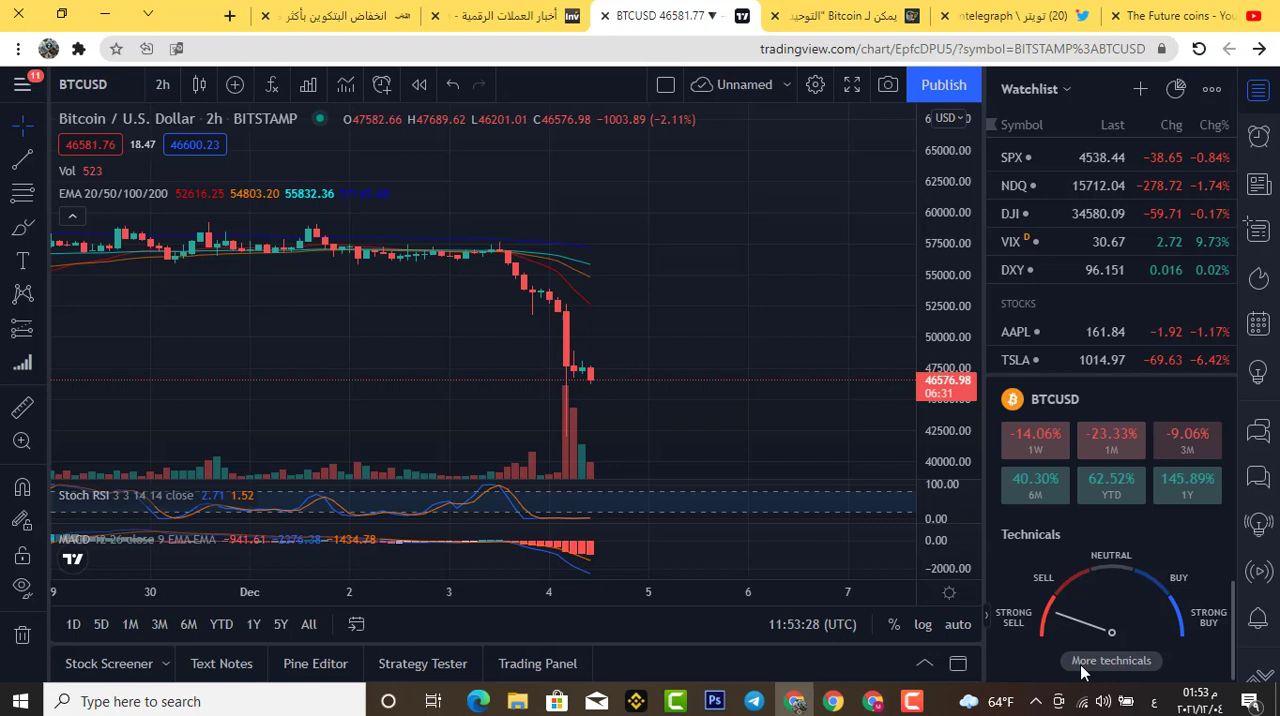 انخفاض البتكوين بأكثر
أخبار العملات الرقمية -
BTCUSD 46581.77 ▼
يمكن لـ Bitcoin "التوحيد
(20) تويتر \ ntelegraph
The Future coins - You
tradingview.com/chart/EpfcDPU5/?symbol=BITSTAMP%3ABTCUSD
11
BTCUSD
2h
Unnamed
Publish
Bitcoin / U.S. Dollar · 2h · BITSTAMP
O47582.66 H47689.62 L46201.01 C46576.98 −1003.89 (−2.11%)
46581.76
18.47
46600.23
Vol 523
EMA 20/50/100/200 52616.25 54803.20 55832.36
USD
65000.00
62500.00
60000.00
57500.00
55000.00
52500.00
50000.00
47500.00
46576.98
06:31
42500.00
40000.00
Stoch RSI 3 3 14 14 close 2.71 1.52
100.00
0.00
MACD 12 26 close 9 EMA EMA −941.61 −2376.38 −1434.78
0.00
−2000.00
9
30
Dec
2
3
4
5
6
7
1D
5D
1M
3M
6M
YTD
1Y
5Y
All
11:53:28 (UTC)
%
log
auto
Stock Screener
Text Notes
Pine Editor
Strategy Tester
Trading Panel
Watchlist
Symbol Last Chg Chg%
SPX 4538.44 −38.65 −0.84%
NDQ 15712.04 −278.72 −1.74%
DJI 34580.09 −59.71 −0.17%
VIX D 30.67 2.72 9.73%
DXY 96.151 0.016 0.02%
STOCKS
AAPL 161.84 −1.92 −1.17%
TSLA 1014.97 −69.63 −6.42%
BTCUSD
-14.06% -23.33% -9.06%
1W 1M 3M
40.30% 62.52% 145.89%
6M YTD 1Y
Technicals
NEUTRAL
SELL BUY
STRONG SELL
STRONG BUY
More technicals
Type here to search
64°F
ع
01:53 م
٢٠٢١/١٢/٠٤